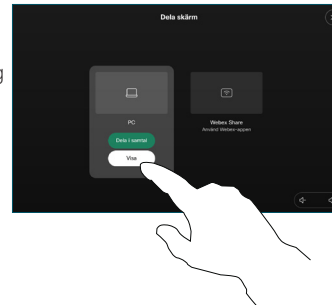 Dela skärm
g
PC
Dela i samtal
Visa
Webex Share
Använd Webex-appen